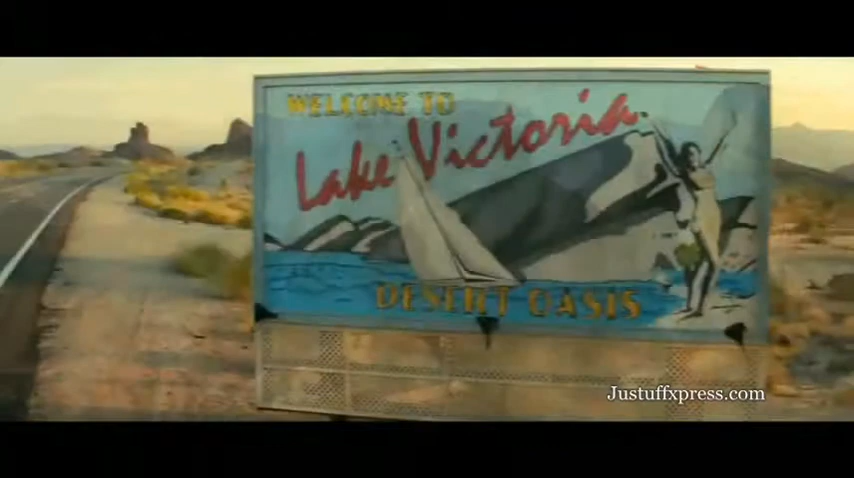 WELCOME TO
Lake Victoria
DESERT OASIS
Justuffxpress.com